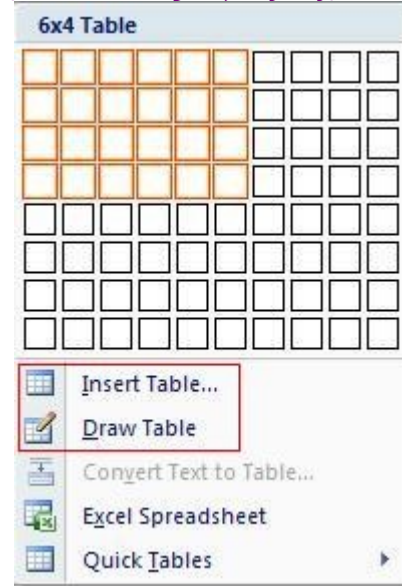 6x4 Table
Insert Table...
Draw Table
Convert Text to Table...
Excel Spreadsheet
Quick Tables